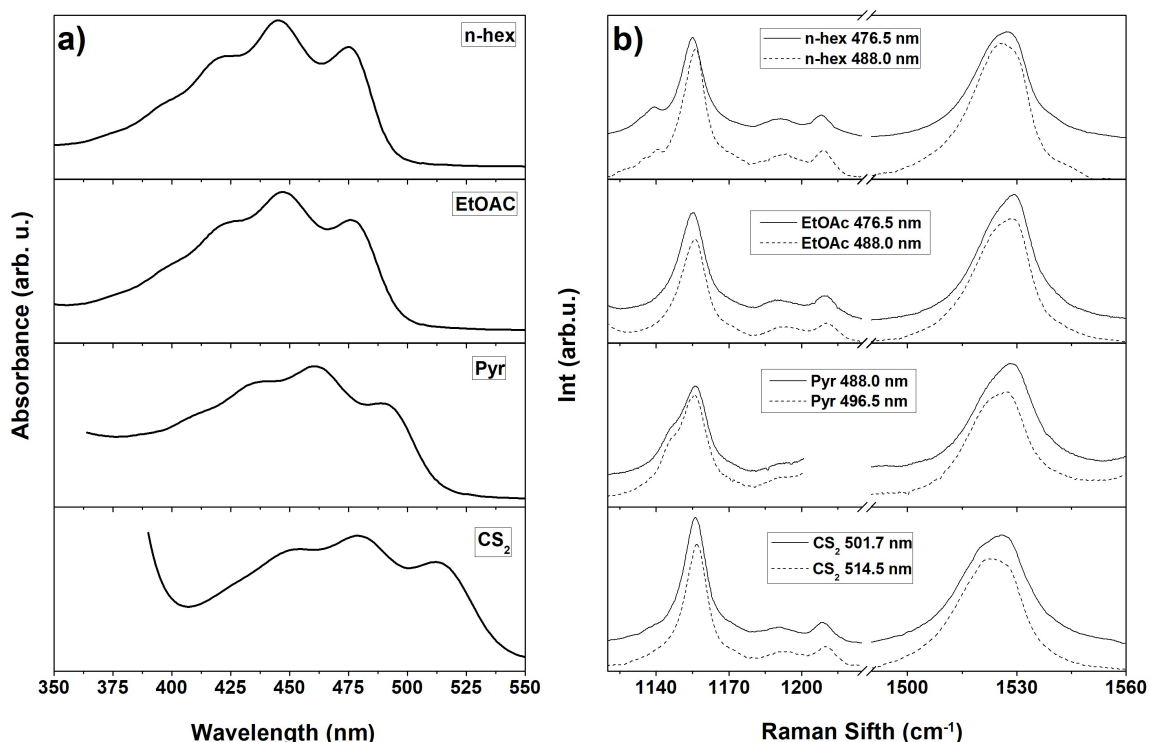 a)
n-hex
EtOAC
Pyr
CS₂
Absorbance (arb. u.)
350 375 400 425 450 475 500 525 550
Wavelength (nm)
b)
n-hex 476.5 nm
n-hex 488.0 nm
EtOAc 476.5 nm
EtOAc 488.0 nm
Pyr 488.0 nm
Pyr 496.5 nm
CS₂ 501.7 nm
CS₂ 514.5 nm
Int (arb.u.)
1140 1170 1200 1500 1530 1560
Raman Sifth (cm⁻¹)